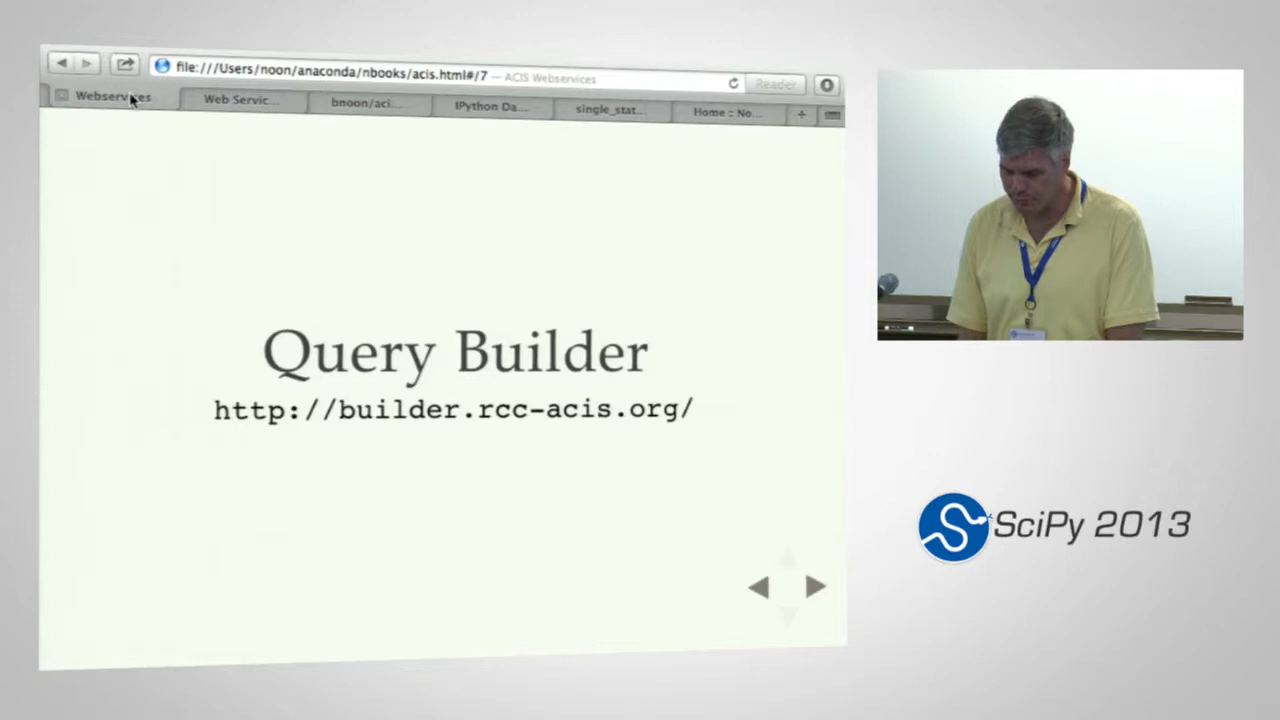 file:///Users/noon/anaconda/nbooks/acis.html#/7 — ACIS Webservices
Reader
Webservices
Web Servic...
bnoon/aci...
IPython Da...
single_stat...
Home :: No...
Query Builder
http://builder.rcc-acis.org/
SciPy 2013